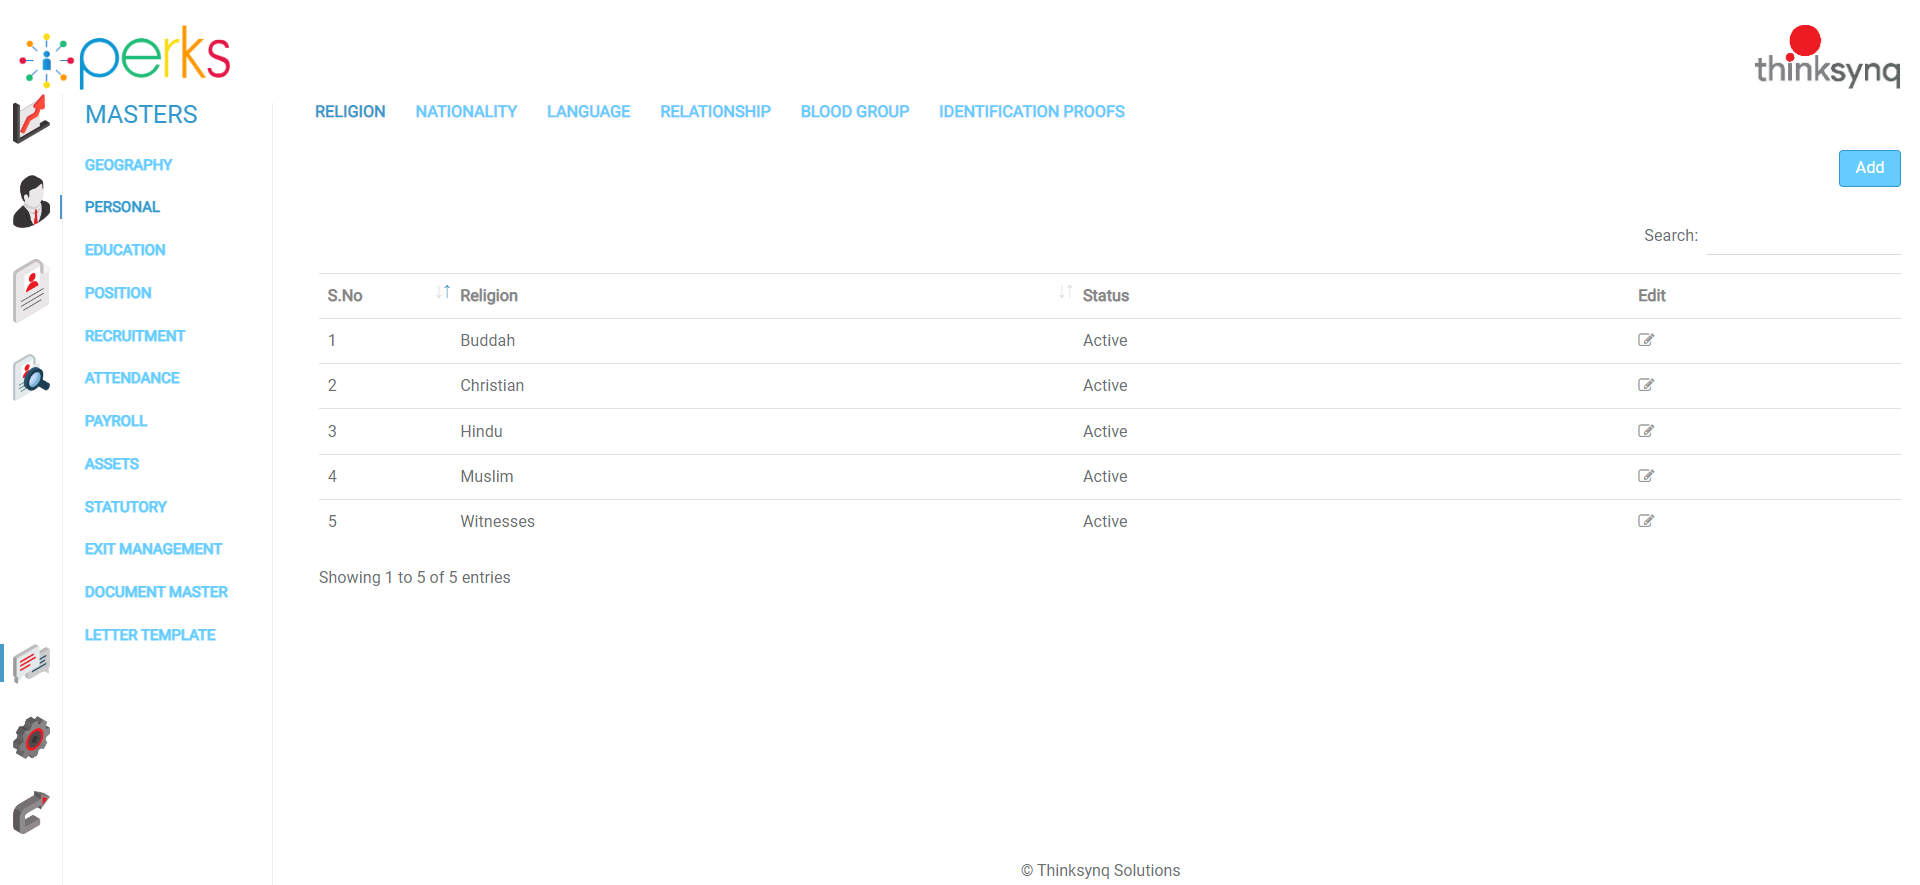 perks
thinksynq
MASTERS
GEOGRAPHY
PERSONAL
EDUCATION
POSITION
RECRUITMENT
ATTENDANCE
PAYROLL
ASSETS
STATUTORY
EXIT MANAGEMENT
DOCUMENT MASTER
LETTER TEMPLATE
RELIGION NATIONALITY LANGUAGE RELATIONSHIP BLOOD GROUP IDENTIFICATION PROOFS
Add
Search:
S.No Religion Status Edit
1 Buddah Active
2 Christian Active
3 Hindu Active
4 Muslim Active
5 Witnesses Active
Showing 1 to 5 of 5 entries
© Thinksynq Solutions